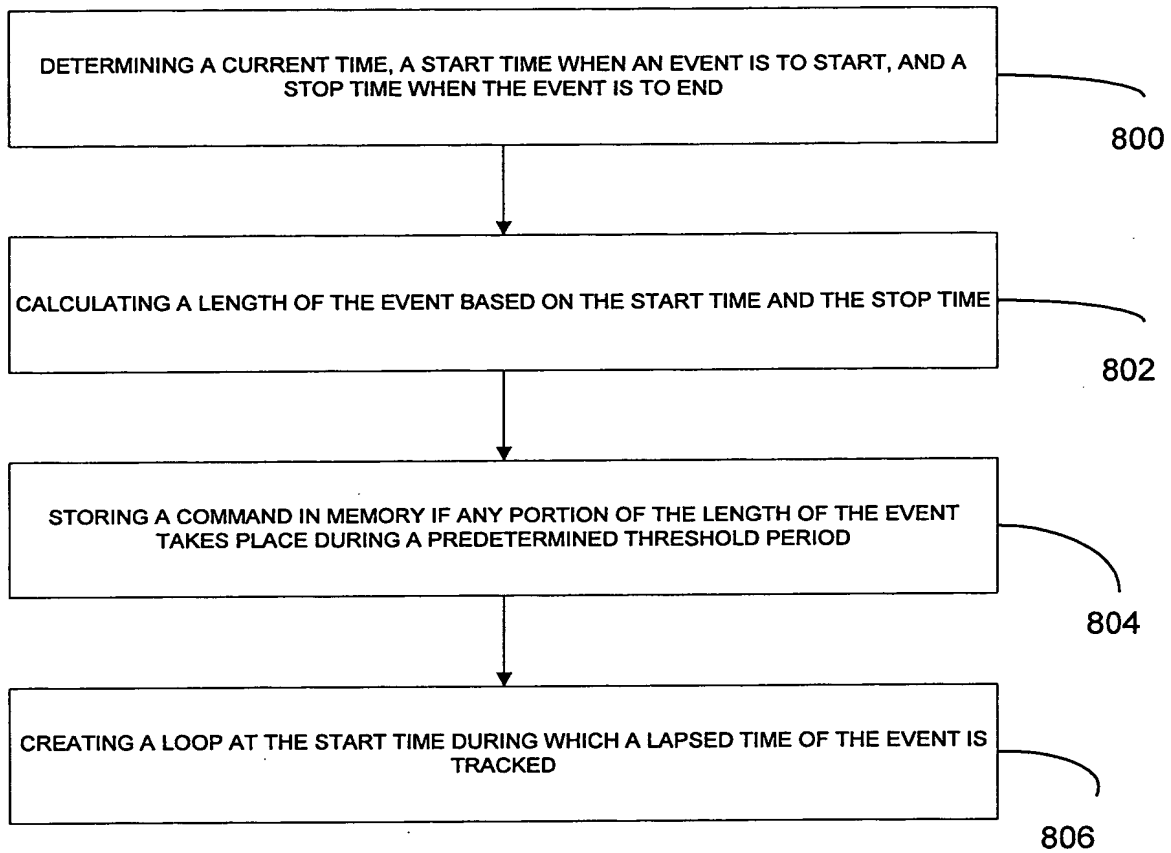 DETERMINING A CURRENT TIME, A START TIME WHEN AN EVENT IS TO START, AND A
STOP TIME WHEN THE EVENT IS TO END
800
CALCULATING A LENGTH OF THE EVENT BASED ON THE START TIME AND THE STOP TIME
802
STORING A COMMAND IN MEMORY IF ANY PORTION OF THE LENGTH OF THE EVENT
TAKES PLACE DURING A PREDETERMINED THRESHOLD PERIOD
804
CREATING A LOOP AT THE START TIME DURING WHICH A LAPSED TIME OF THE EVENT IS
TRACKED
806